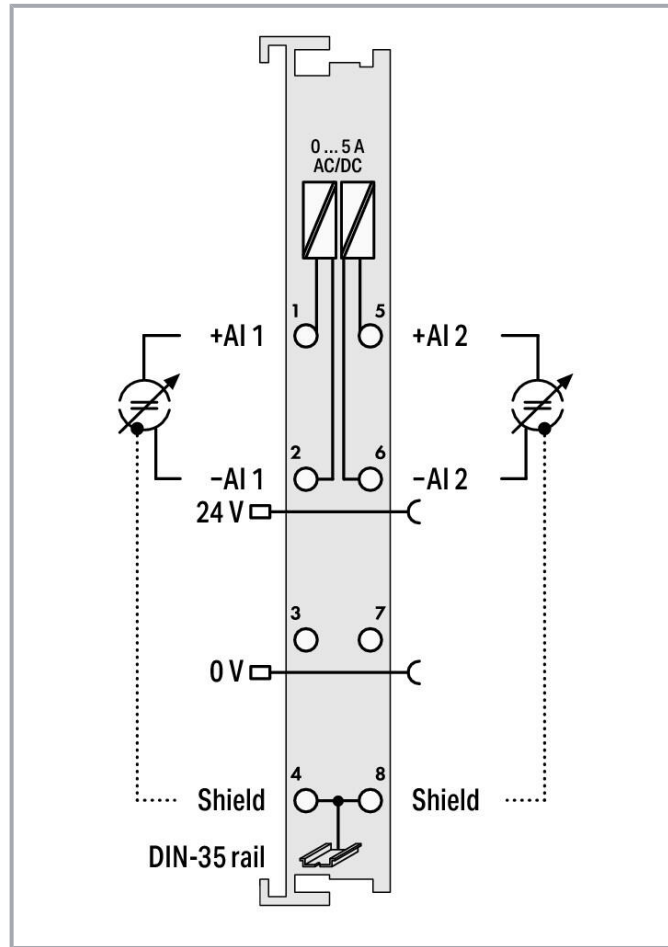 0 ... 5 A
AC/DC
1 5
+AI 1 +AI 2
2 6
–AI 1 –AI 2
24 V
3 7
0 V
4 8
Shield Shield
DIN-35 rail